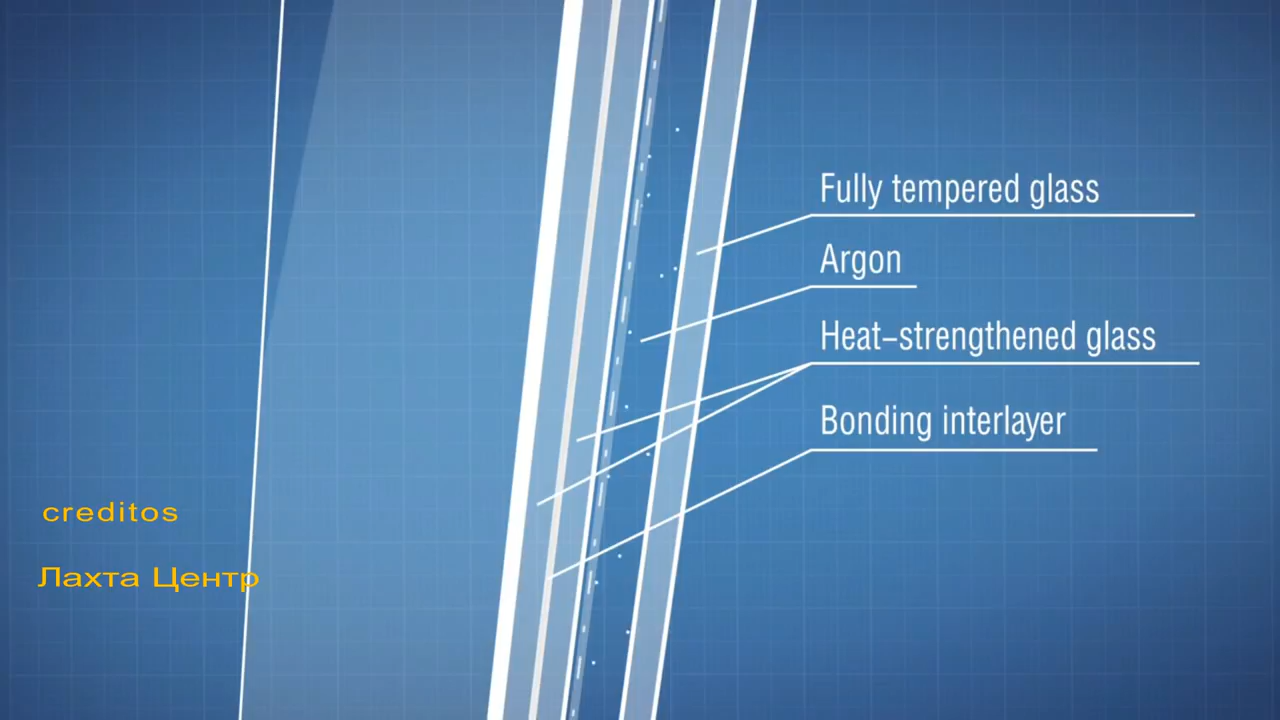 Fully tempered glass
Argon
Heat–strengthened glass
Bonding interlayer
creditos
Лахта Центр